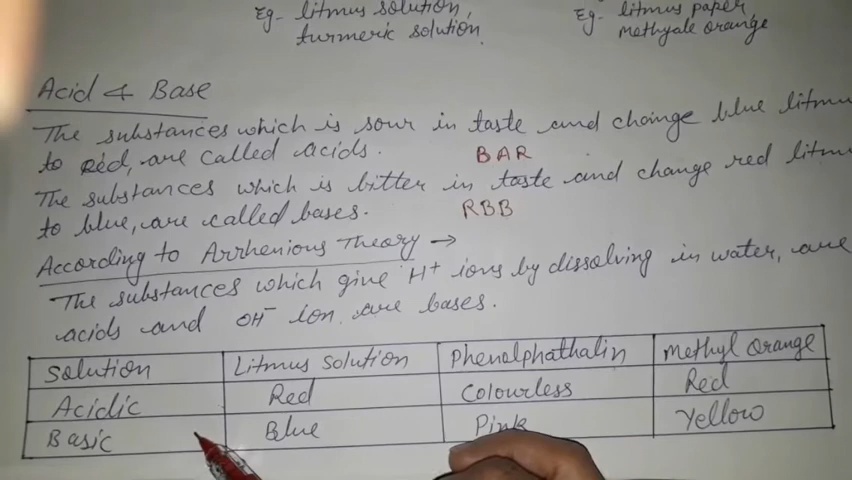 Eg- litmus solution, Eg- litmus paper,
turmeric solution. methyale orange
Acid & Base
The substances which is sour in taste and change blue litmu
to red, are called acids. BAR
The substances which is bitter in taste and change red litm
to blue, are called bases. RBB
According to Arrhenious Theory →
The substances which give H+ ions by dissolving in water, are
acids and OH- ion are bases.
Solution Litmus Solution Phenolphathalin Methyl Orange
Acidic Red Colourless Red
Basic Blue Pink Yellow